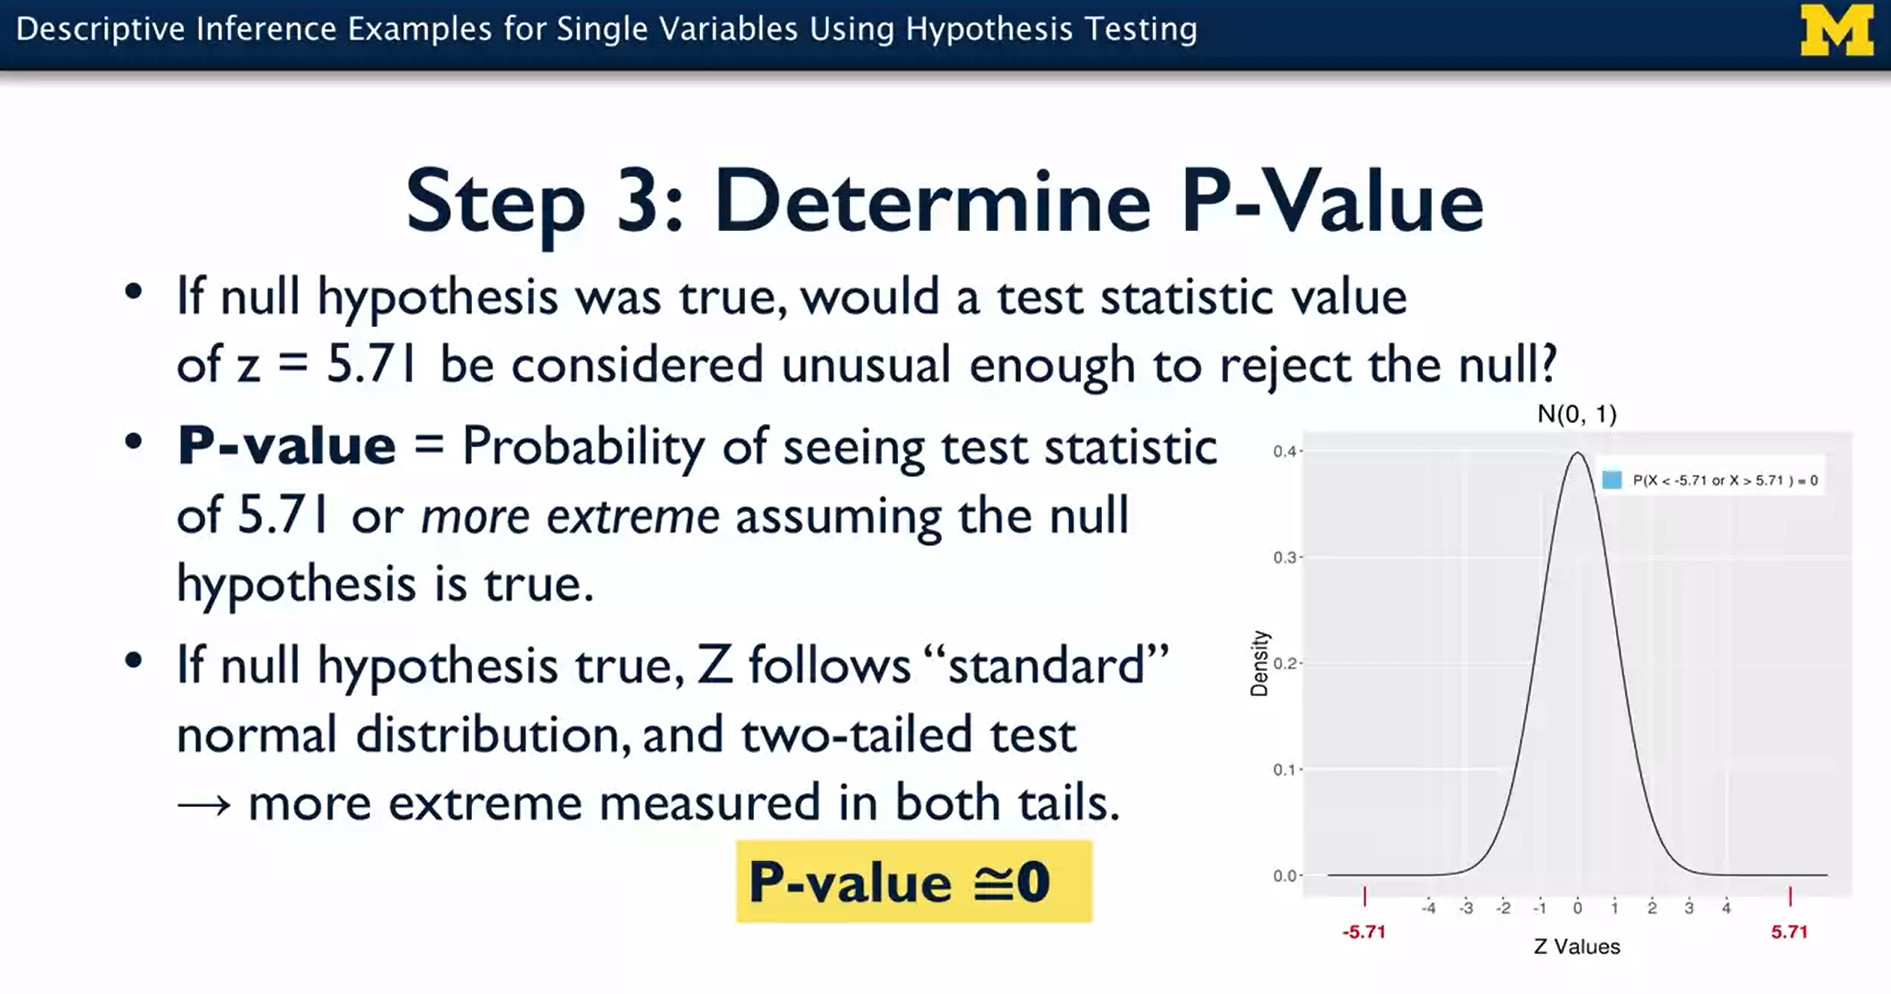 Descriptive Inference Examples for Single Variables Using Hypothesis Testing
M
Step 3: Determine P-Value
• If null hypothesis was true, would a test statistic value
of z = 5.71 be considered unusual enough to reject the null?
• P-value = Probability of seeing test statistic
of 5.71 or more extreme assuming the null
hypothesis is true.
• If null hypothesis true, Z follows “standard”
normal distribution, and two-tailed test
→ more extreme measured in both tails.
P-value ≅0
N(0, 1)
P(X < -5.71 or X > 5.71 ) = 0
Density
0.4
0.3
0.2
0.1
0.0
-4 -3 -2 -1 0 1 2 3 4
-5.71 5.71
Z Values